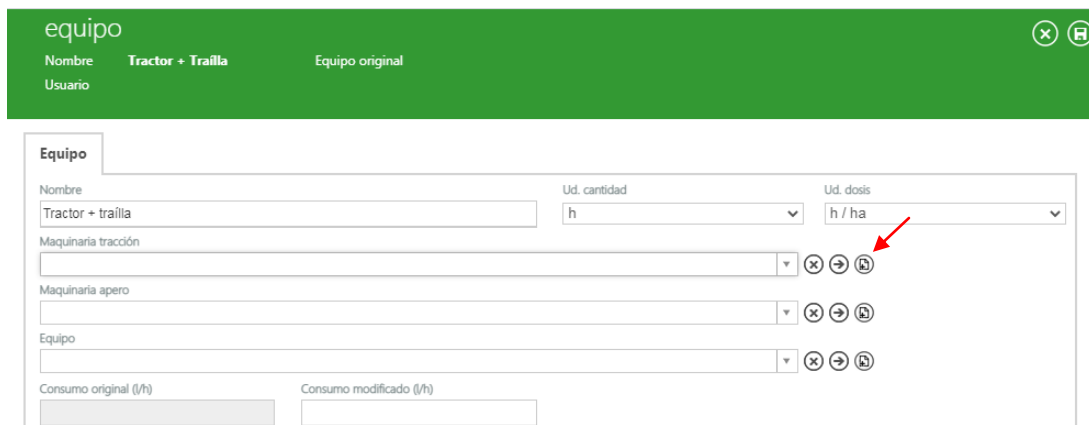 equipo
Nombre Tractor + Traílla Equipo original
Usuario
Equipo
Nombre Ud. cantidad Ud. dosis
Tractor + traílla h h / ha
Maquinaria tracción
Maquinaria apero
Equipo
Consumo original (l/h) Consumo modificado (l/h)